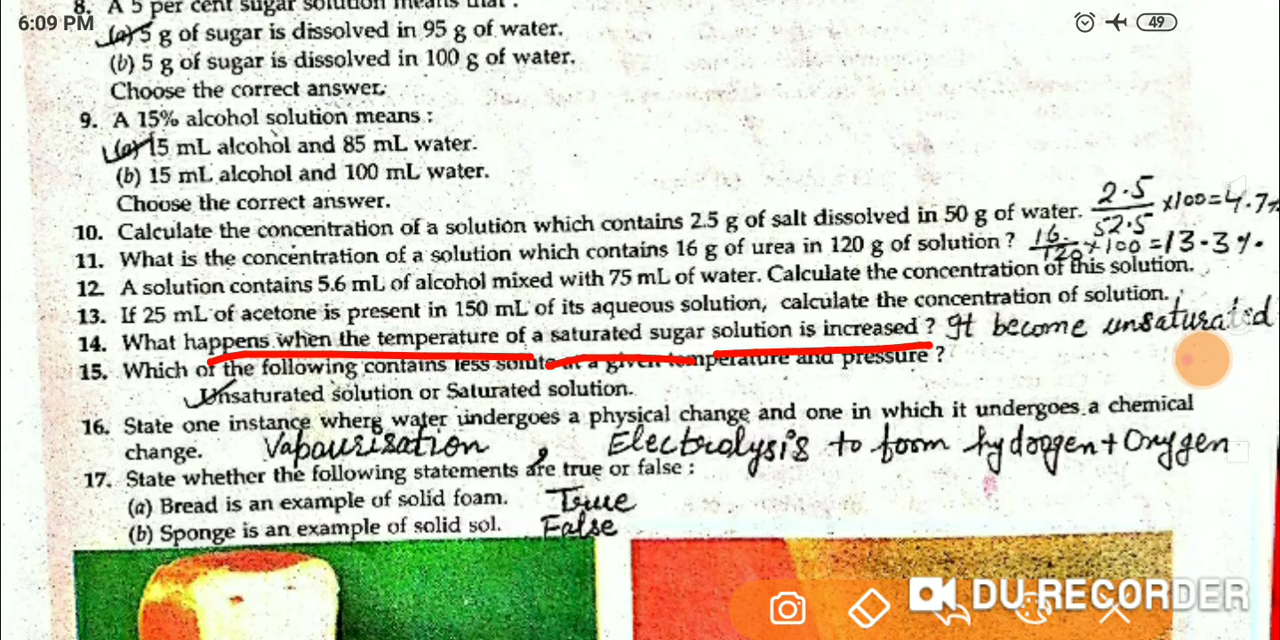 8. A 5 per cent sugar solution means that :
6:09 PM
49
(a) 5 g of sugar is dissolved in 95 g of water.
(b) 5 g of sugar is dissolved in 100 g of water.
Choose the correct answer.
9. A 15% alcohol solution means :
(a) 15 mL alcohol and 85 mL water.
(b) 15 mL alcohol and 100 mL water.
Choose the correct answer.
10. Calculate the concentration of a solution which contains 2.5 g of salt dissolved in 50 g of water. 2.5/52.5 ×100=4.7%
11. What is the concentration of a solution which contains 16 g of urea in 120 g of solution ? 16/120 ×100 =13.3%
12. A solution contains 5.6 mL of alcohol mixed with 75 mL of water. Calculate the concentration of this solution.
13. If 25 mL of acetone is present in 150 mL of its aqueous solution, calculate the concentration of solution.
14. What happens when the temperature of a saturated sugar solution is increased ? It become unsaturated
15. Which of the following contains less solute at a given temperature and pressure ?
Unsaturated solution or Saturated solution.
16. State one instance where water undergoes a physical change and one in which it undergoes a chemical
change. Vapourisation , Electrolysis to form hydoogen + Oxygen
17. State whether the following statements are true or false :
(a) Bread is an example of solid foam. True
(b) Sponge is an example of solid sol. False
DU RECORDER